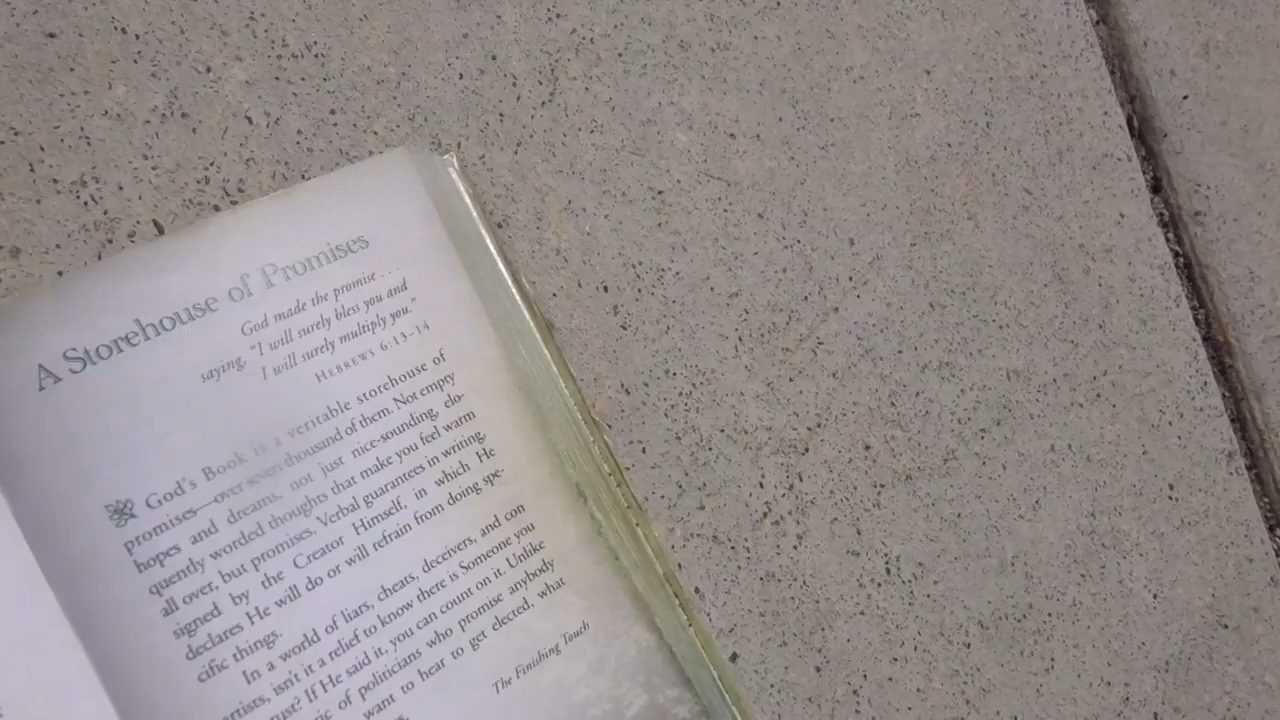 A Storehouse of Promises
God made the promise . . .
saying, "I will surely bless you and
I will surely multiply you."
HEBREWS 6:13-14
God's Book is a veritable storehouse of
promises—over seven thousand of them. Not empty
hopes and dreams, not just nice-sounding, elo-
quently worded thoughts that make you feel warm
all over, but promises. Verbal guarantees in writing,
signed by the Creator Himself, in which He
declares He will do or will refrain from doing spe-
cific things.
In a world of liars, cheats, deceivers, and con
artists, isn't it a relief to know there is Someone you
rust? If He said it, you can count on it. Unlike
ic of politicians who promise anybody
want to hear to get elected, what
The Finishing Touch